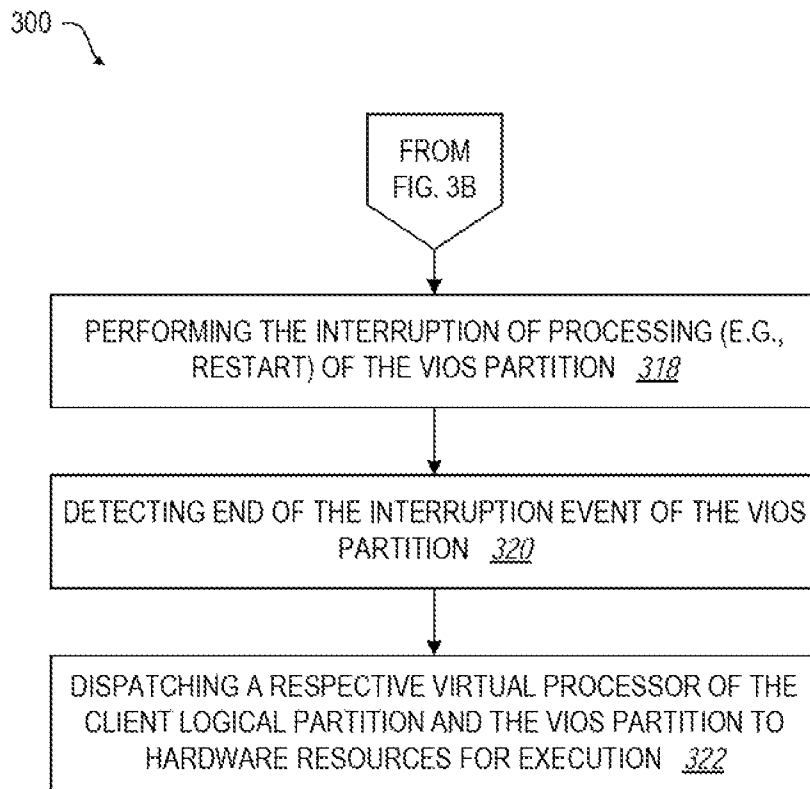 300
FROM
FIG. 3B
PERFORMING THE INTERRUPTION OF PROCESSING (E.G.,
RESTART) OF THE VIOS PARTITION 318
DETECTING END OF THE INTERRUPTION EVENT OF THE VIOS
PARTITION 320
DISPATCHING A RESPECTIVE VIRTUAL PROCESSOR OF THE
CLIENT LOGICAL PARTITION AND THE VIOS PARTITION TO
HARDWARE RESOURCES FOR EXECUTION 322